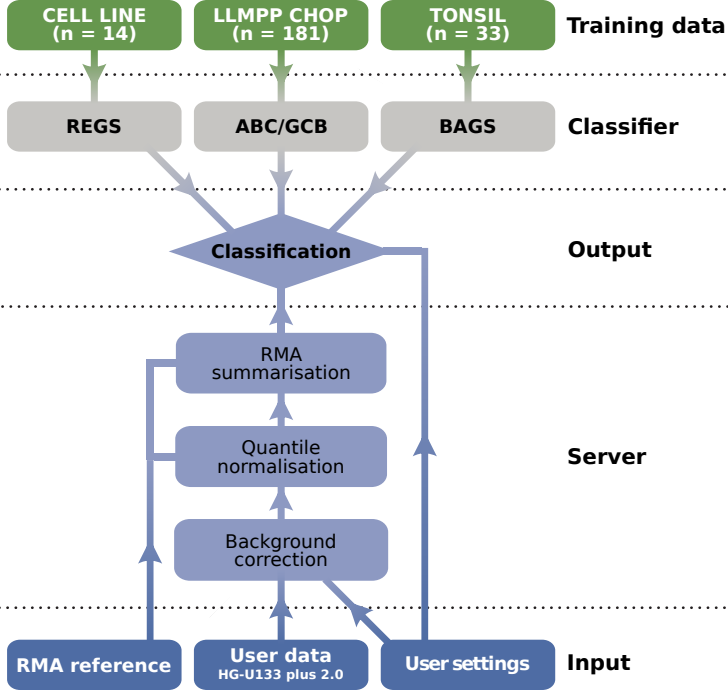 CELL LINE
(n = 14)
LLMPP CHOP
(n = 181)
TONSIL
(n = 33)
Training data
REGS
ABC/GCB
BAGS
Classifier
Classification
Output
RMA
summarisation
Quantile
normalisation
Server
Background
correction
RMA reference
User data
HG-U133 plus 2.0
User settings
Input